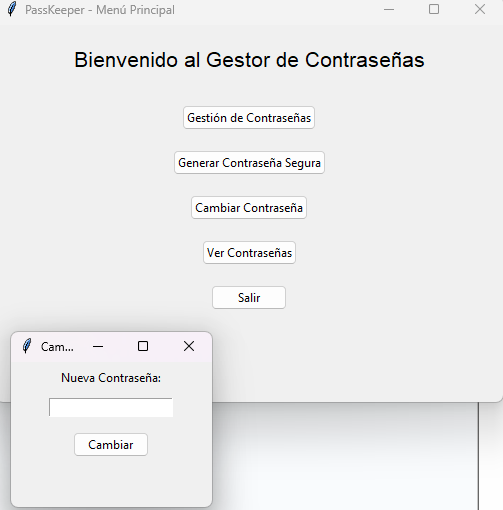 PassKeeper - Menú Principal
Bienvenido al Gestor de Contraseñas
Gestión de Contraseñas
Generar Contraseña Segura
Cambiar Contraseña
Ver Contraseñas
Salir
Cam...
Nueva Contraseña:
Cambiar